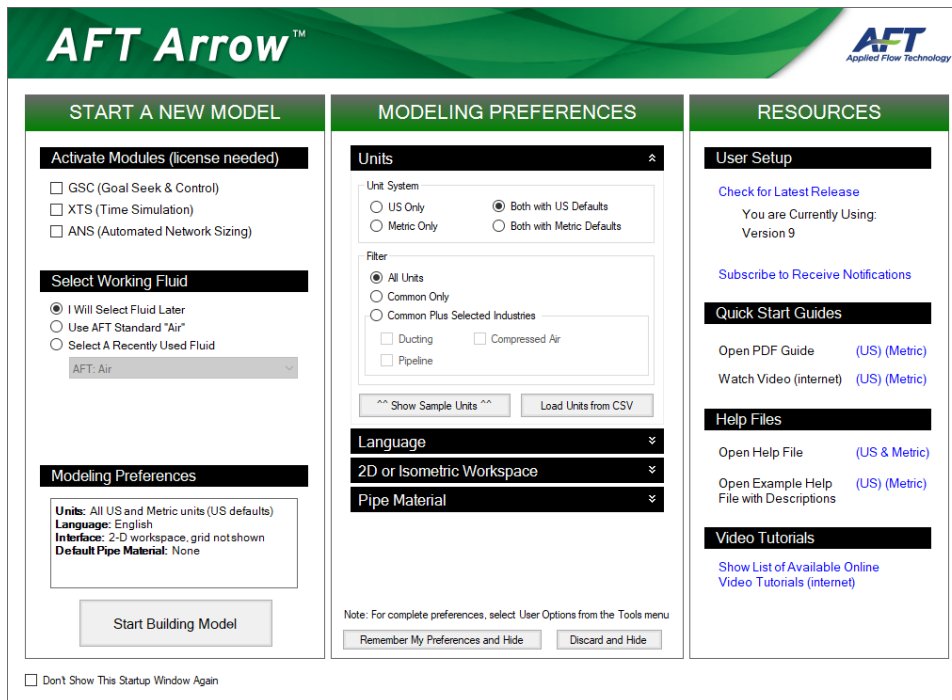 AFT Arrow™
AFT
Applied Flow Technology
START A NEW MODEL
Activate Modules (license needed)
GSC (Goal Seek & Control)
XTS (Time Simulation)
ANS (Automated Network Sizing)
Select Working Fluid
I Will Select Fluid Later
Use AFT Standard "Air"
Select A Recently Used Fluid
AFT: Air
Modeling Preferences
Units: All US and Metric units (US defaults)
Language: English
Interface: 2-D workspace, grid not shown
Default Pipe Material: None
Start Building Model
MODELING PREFERENCES
Units
Unit System
US Only
Both with US Defaults
Metric Only
Both with Metric Defaults
Filter
All Units
Common Only
Common Plus Selected Industries
Ducting
Compressed Air
Pipeline
^^ Show Sample Units ^^
Load Units from CSV
Language
2D or Isometric Workspace
Pipe Material
Note: For complete preferences, select User Options from the Tools menu
Remember My Preferences and Hide
Discard and Hide
RESOURCES
User Setup
Check for Latest Release
You are Currently Using:
Version 9
Subscribe to Receive Notifications
Quick Start Guides
Open PDF Guide (US) (Metric)
Watch Video (internet) (US) (Metric)
Help Files
Open Help File (US & Metric)
Open Example Help (US) (Metric)
File with Descriptions
Video Tutorials
Show List of Available Online
Video Tutorials (internet)
Don't Show This Startup Window Again